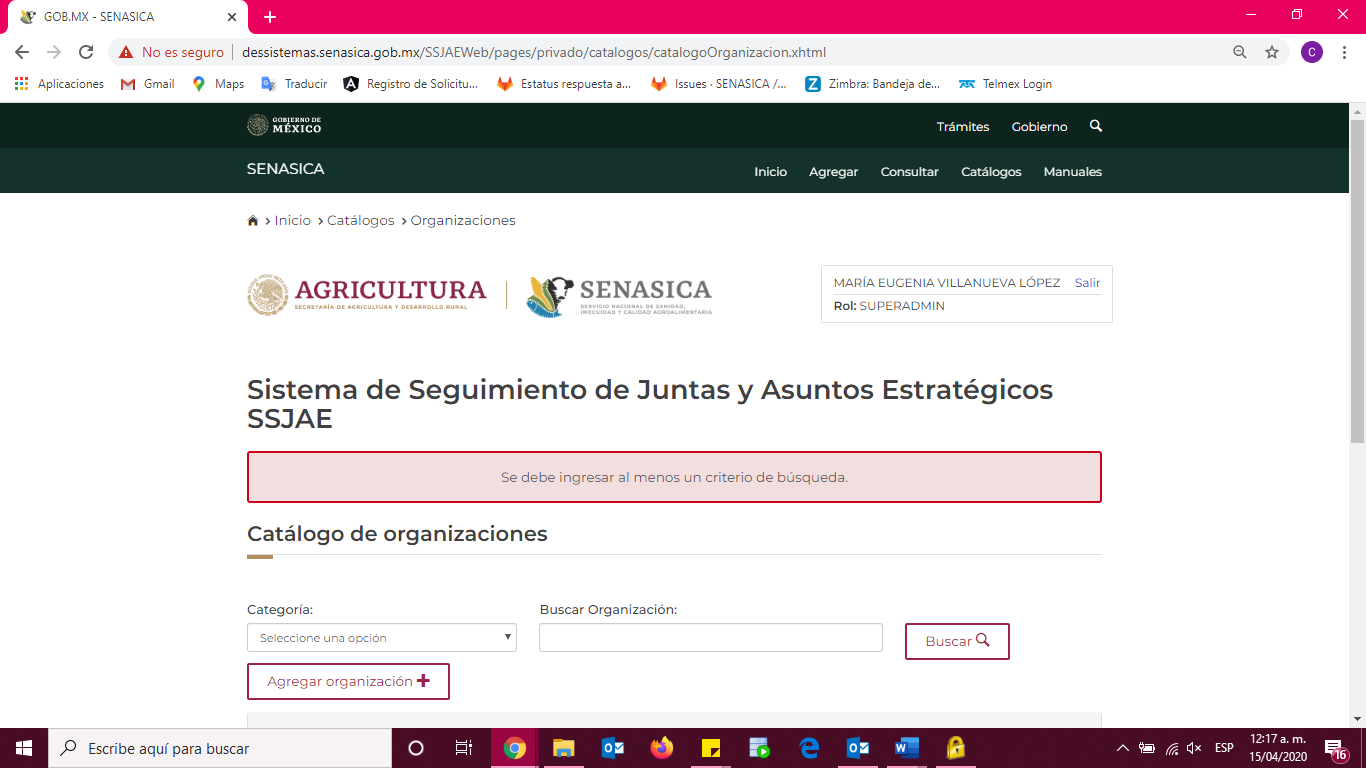 GOB.MX - SENASICA
No es seguro
dessistemas.senasica.gob.mx/SSJAEWeb/pages/privado/catalogos/catalogoOrganizacion.xhtml
C
Aplicaciones
Gmail
Maps
Traducir
Registro de Solicitu...
Estatus respuesta a...
Issues · SENASICA /...
Zimbra: Bandeja de...
Telmex Login
GOBIERNO DE
MÉXICO
Trámites
Gobierno
SENASICA
Inicio
Agregar
Consultar
Catálogos
Manuales
Inicio
Catálogos
Organizaciones
AGRICULTURA
SECRETARÍA DE AGRICULTURA Y DESARROLLO RURAL
SENASICA
SERVICIO NACIONAL DE SANIDAD,
INOCUIDAD Y CALIDAD AGROALIMENTARIA
MARÍA EUGENIA VILLANUEVA LÓPEZ Salir
Rol: SUPERADMIN
Sistema de Seguimiento de Juntas y Asuntos Estratégicos
SSJAE
Se debe ingresar al menos un criterio de búsqueda.
Catálogo de organizaciones
Categoría:
Buscar Organización:
Seleccione una opción
Buscar
Agregar organización
Escribe aquí para buscar
ESP
12:17 a. m.
15/04/2020
16